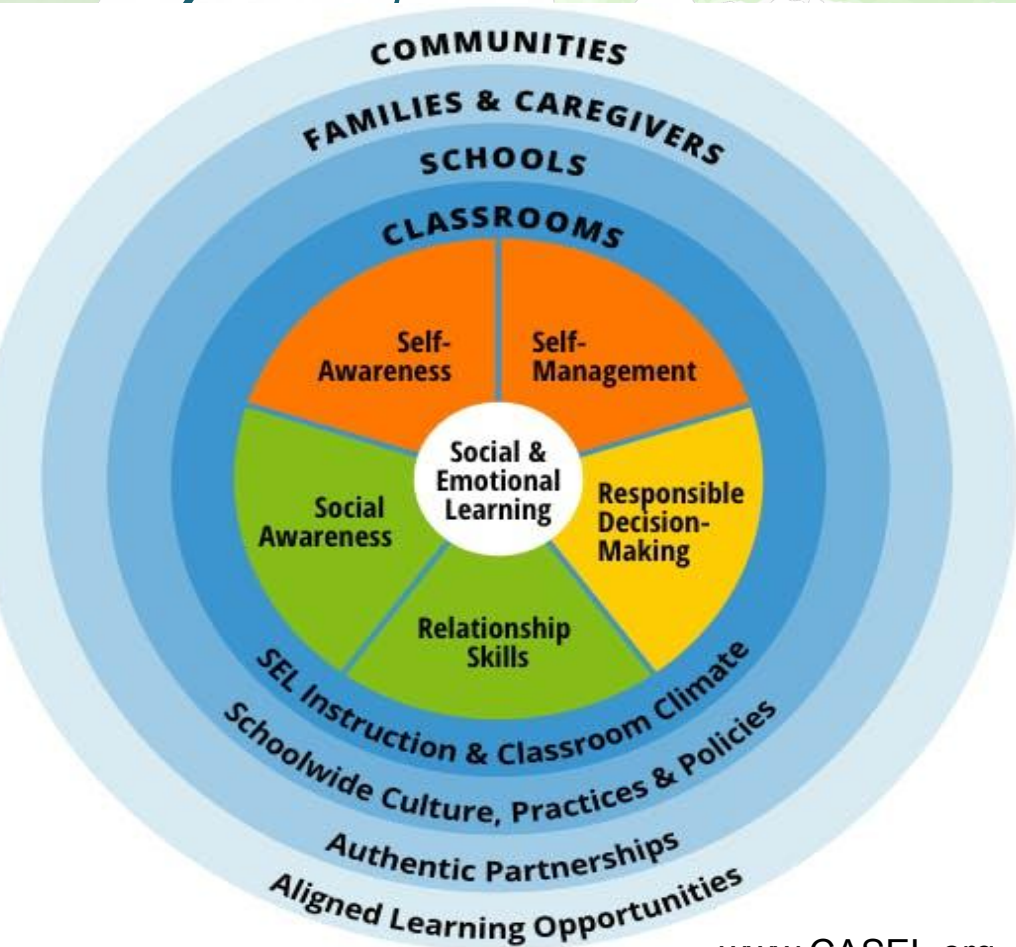 COMMUNITIES
FAMILIES & CAREGIVERS
SCHOOLS
CLASSROOMS
Self-
Awareness
Self-
Management
Social &
Emotional
Learning
Social
Awareness
Responsible
Decision-
Making
Relationship
Skills
SEL Instruction & Classroom Climate
Schoolwide Culture, Practices & Policies
Authentic Partnerships
Aligned Learning Opportunities
www.CASEL.org